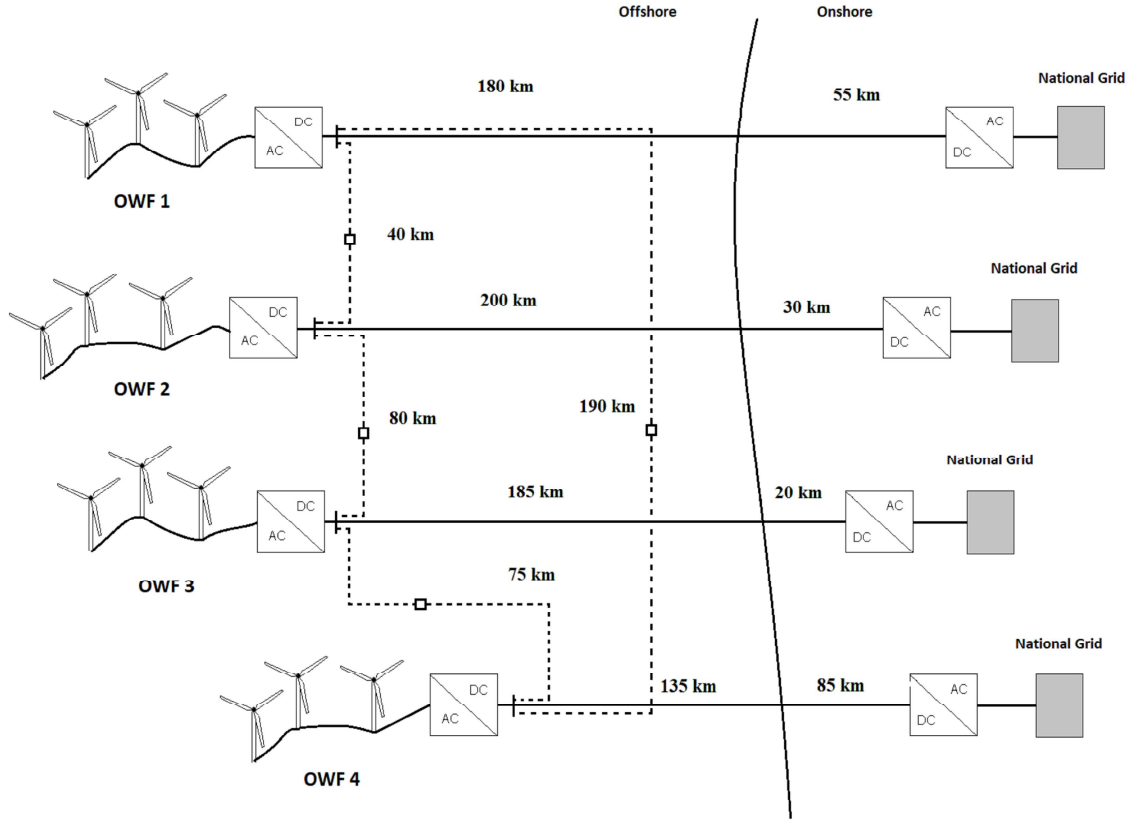 Offshore
Onshore
180 km
55 km
National Grid
DC
AC
AC
DC
OWF 1
40 km
National Grid
200 km
30 km
DC
AC
AC
DC
OWF 2
80 km
190 km
National Grid
185 km
20 km
DC
AC
AC
DC
OWF 3
75 km
National Grid
135 km
85 km
DC
AC
AC
DC
OWF 4